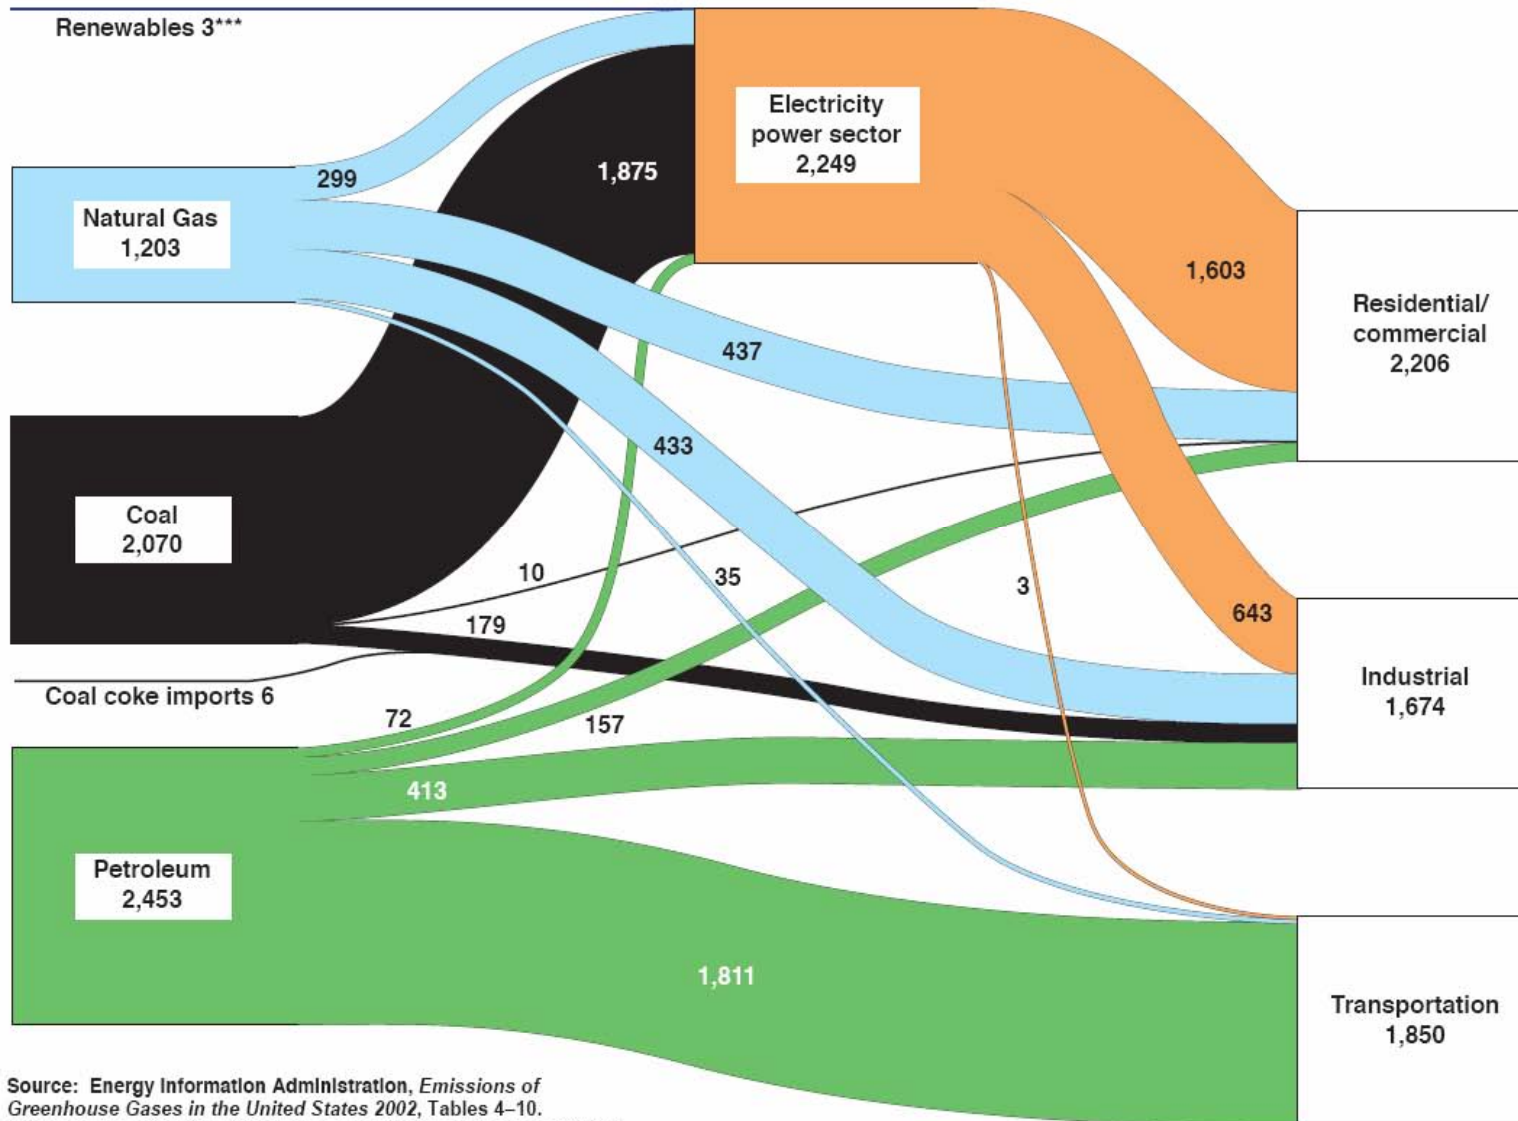 Renewables 3***
299
Natural Gas
1,203
1,875
Electricity
power sector
2,249
1,603
Residential/
commercial
2,206
437
433
Coal
2,070
10
35
3
179
643
Coal coke imports 6
Industrial
1,674
72
157
413
Petroleum
2,453
1,811
Transportation
1,850
Source: Energy Information Administration, Emissions of
Greenhouse Gases in the United States 2002, Tables 4–10.